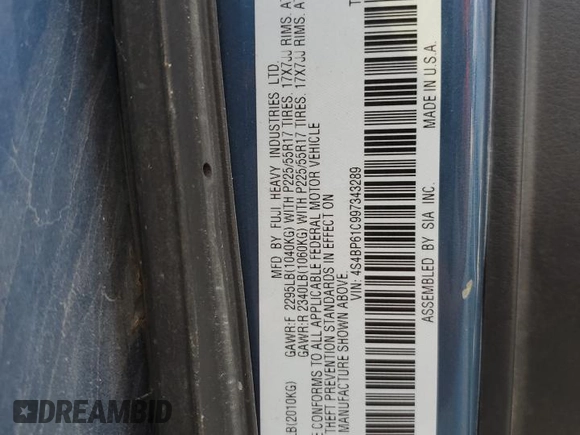 MFD BY FUJI HEAVY INDUSTRIES LTD.
GAWR:F 2295LB(1040KG) WITH P225/55R17 TIRES, 17X7JJ RIMS, A
LB(2010KG) GAWR:R 2340LB(1060KG) WITH P225/55R17 TIRES, 17X7JJ RIMS, A
E CONFORMS TO ALL APPLICABLE FEDERAL MOTOR VEHICLE
THEFT PREVENTION STANDARDS IN EFFECT ON
MANUFACTURE SHOWN ABOVE.
VIN: 4S4BP61C997343289 T
ASSEMBLED BY SIA INC. MADE IN U.S.A.
DREAMBID